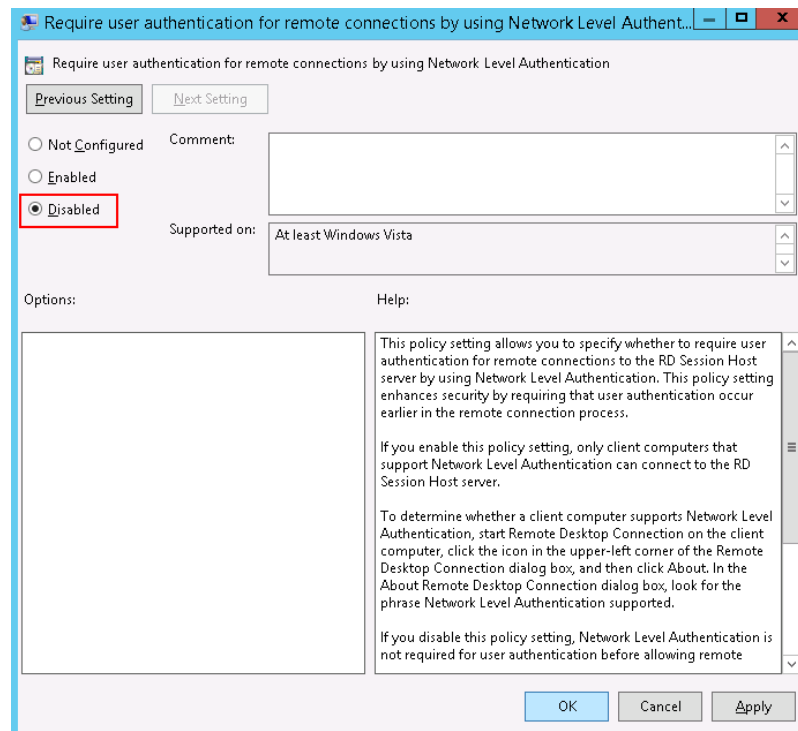 Require user authentication for remote connections by using Network Level Authent...
Require user authentication for remote connections by using Network Level Authentication
Previous Setting
Next Setting
Not Configured
Comment:
Enabled
Disabled
Supported on:
At least Windows Vista
Options:
Help:
This policy setting allows you to specify whether to require user
authentication for remote connections to the RD Session Host
server by using Network Level Authentication. This policy setting
enhances security by requiring that user authentication occur
earlier in the remote connection process.
If you enable this policy setting, only client computers that
support Network Level Authentication can connect to the RD
Session Host server.
To determine whether a client computer supports Network Level
Authentication, start Remote Desktop Connection on the client
computer, click the icon in the upper-left corner of the Remote
Desktop Connection dialog box, and then click About. In the
About Remote Desktop Connection dialog box, look for the
phrase Network Level Authentication supported.
If you disable this policy setting, Network Level Authentication is
not required for user authentication before allowing remote
OK
Cancel
Apply